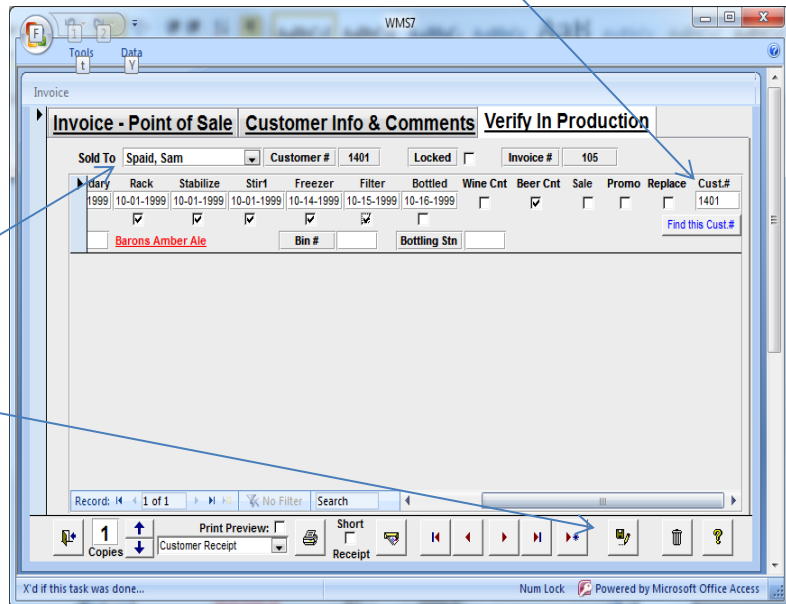 WMS7
F
1 2
Tools Data
t Y
Invoice
Invoice - Point of Sale Customer Info & Comments Verify In Production
Sold To Spaid, Sam Customer # 1401 Locked Invoice # 105
dary Rack Stabilize Stir1 Freezer Filter Bottled Wine Cnt Beer Cnt Sale Promo Replace Cust.#
1999 10-01-1999 10-01-1999 10-01-1999 10-14-1999 10-15-1999 10-16-1999 1401
Find this Cust.#
Barons Amber Ale Bin # Bottling Stn
Record: 1 of 1 No Filter Search
1 Copies Print Preview: Customer Receipt Short Receipt
X'd if this task was done... Num Lock Powered by Microsoft Office Access